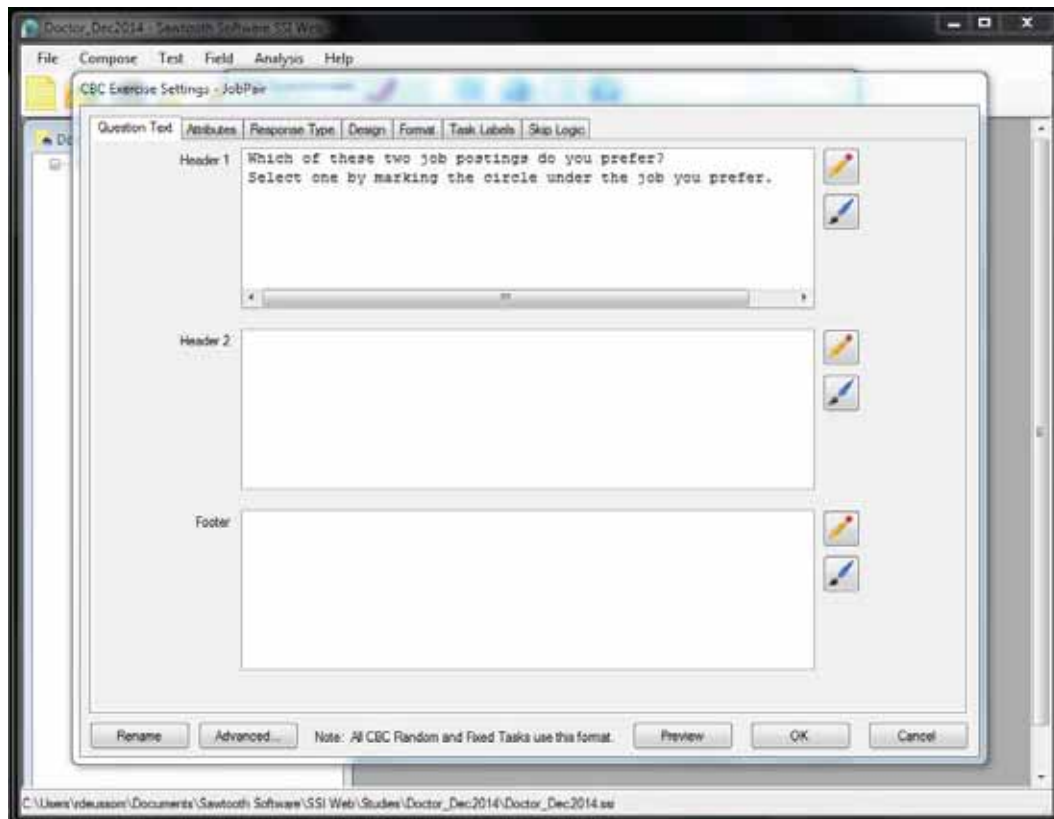 Doctor_Dec2014 - Sawtooth Software SSI Web
File Compose Test Field Analysis Help
CBC Exercise Settings - JobPair
Question Text Attributes Response Type Design Format Task Labels Skip Logic
Header 1
Which of these two job postings do you prefer?
Select one by marking the circle under the job you prefer.
Header 2
Footer
Rename Advanced... Note: All CBC Random and Fixed Tasks use this format. Preview OK Cancel
C:\Users\rdeussom\Documents\Sawtooth Software\SSI Web\Studies\Doctor_Dec2014\Doctor_Dec2014.ssi